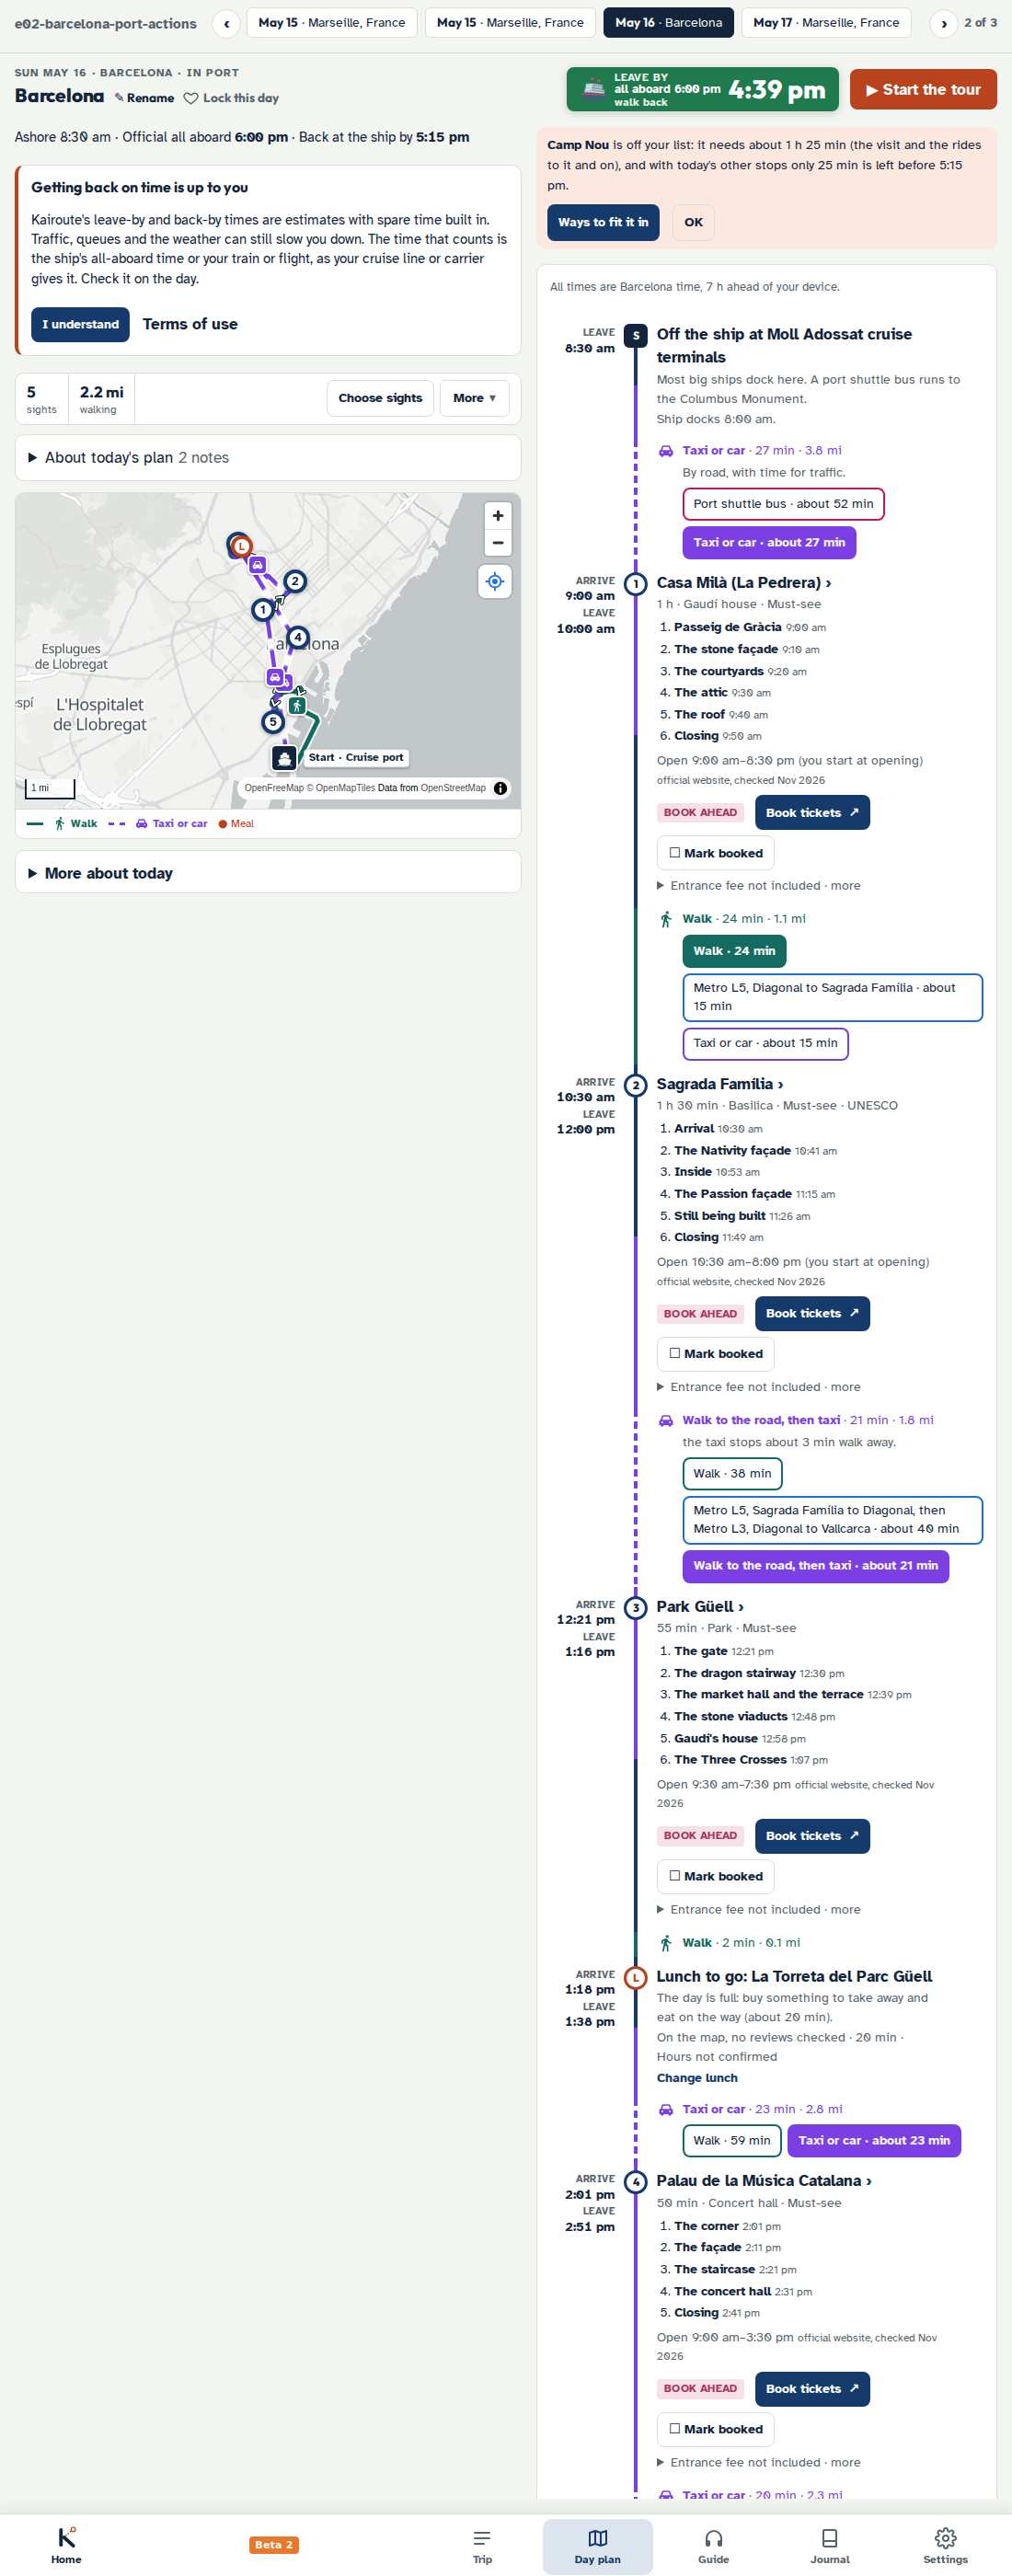 e02-barcelona-port-actions
‹
May 15 · Marseille, France
May 15 · Marseille, France
May 16 · Barcelona
May 17 · Marseille, France
›
2 of 3
SUN MAY 16 · BARCELONA · IN PORT
Barcelona
✎ Rename
Lock this day
LEAVE BY
all aboard 6:00 pm
walk back
4:39 pm
▶ Start the tour
Ashore 8:30 am · Official all aboard 6:00 pm · Back at the ship by 5:15 pm
Getting back on time is up to you
Kairoute's leave-by and back-by times are estimates with spare time built in.
Traffic, queues and the weather can still slow you down. The time that counts is
the ship's all-aboard time or your train or flight, as your cruise line or carrier
gives it. Check it on the day.
I understand
Terms of use
5
sights
2.2 mi
walking
Choose sights
More ▾
▶ About today's plan 2 notes
L
2
1
4
5
Esplugues
de Llobregat
L'Hospitalet
de Llobregat
Start · Cruise port
+
−
1 mi
OpenFreeMap © OpenMapTiles Data from OpenStreetMap
Walk
Taxi or car
Meal
▶ More about today
Camp Nou is off your list: it needs about 1 h 25 min (the visit and the rides
to it and on), and with today's other stops only 25 min is left before 5:15
pm.
Ways to fit it in
OK
All times are Barcelona time, 7 h ahead of your device.
LEAVE
8:30 am
S
Off the ship at Moll Adossat cruise
terminals
Most big ships dock here. A port shuttle bus runs to
the Columbus Monument.
Ship docks 8:00 am.
Taxi or car · 27 min · 3.8 mi
By road, with time for traffic.
Port shuttle bus · about 52 min
Taxi or car · about 27 min
ARRIVE
9:00 am
LEAVE
10:00 am
1
Casa Milà (La Pedrera) ›
1 h · Gaudí house · Must-see
1. Passeig de Gràcia 9:00 am
2. The stone façade 9:10 am
3. The courtyards 9:20 am
4. The attic 9:30 am
5. The roof 9:40 am
6. Closing 9:50 am
Open 9:00 am–8:30 pm (you start at opening)
official website, checked Nov 2026
BOOK AHEAD
Book tickets ↗
☐ Mark booked
▶ Entrance fee not included · more
Walk · 24 min · 1.1 mi
Walk · 24 min
Metro L5, Diagonal to Sagrada Família · about
15 min
Taxi or car · about 15 min
ARRIVE
10:30 am
LEAVE
12:00 pm
2
Sagrada Família ›
1 h 30 min · Basilica · Must-see · UNESCO
1. Arrival 10:30 am
2. The Nativity façade 10:41 am
3. Inside 10:53 am
4. The Passion façade 11:15 am
5. Still being built 11:26 am
6. Closing 11:49 am
Open 10:30 am–8:00 pm (you start at opening)
official website, checked Nov 2026
BOOK AHEAD
Book tickets ↗
☐ Mark booked
▶ Entrance fee not included · more
Walk to the road, then taxi · 21 min · 1.8 mi
the taxi stops about 3 min walk away.
Walk · 38 min
Metro L5, Sagrada Família to Diagonal, then
Metro L3, Diagonal to Vallcarca · about 40 min
Walk to the road, then taxi · about 21 min
ARRIVE
12:21 pm
LEAVE
1:16 pm
3
Park Güell ›
55 min · Park · Must-see
1. The gate 12:21 pm
2. The dragon stairway 12:30 pm
3. The market hall and the terrace 12:39 pm
4. The stone viaducts 12:48 pm
5. Gaudí's house 12:58 pm
6. The Three Crosses 1:07 pm
Open 9:30 am–7:30 pm official website, checked Nov
2026
BOOK AHEAD
Book tickets ↗
☐ Mark booked
▶ Entrance fee not included · more
Walk · 2 min · 0.1 mi
ARRIVE
1:18 pm
LEAVE
1:38 pm
L
Lunch to go: La Torreta del Parc Güell
The day is full: buy something to take away and
eat on the way (about 20 min).
On the map, no reviews checked · 20 min ·
Hours not confirmed
Change lunch
Taxi or car · 23 min · 2.8 mi
Walk · 59 min
Taxi or car · about 23 min
ARRIVE
2:01 pm
LEAVE
2:51 pm
4
Palau de la Música Catalana ›
50 min · Concert hall · Must-see
1. The corner 2:01 pm
2. The façade 2:11 pm
3. The staircase 2:21 pm
4. The concert hall 2:31 pm
5. Closing 2:41 pm
Open 9:00 am–3:30 pm official website, checked Nov
2026
BOOK AHEAD
Book tickets ↗
☐ Mark booked
▶ Entrance fee not included · more
Taxi or car · 20 min · 2.3 mi
Home
Beta 2
Trip
Day plan
Guide
Journal
Settings